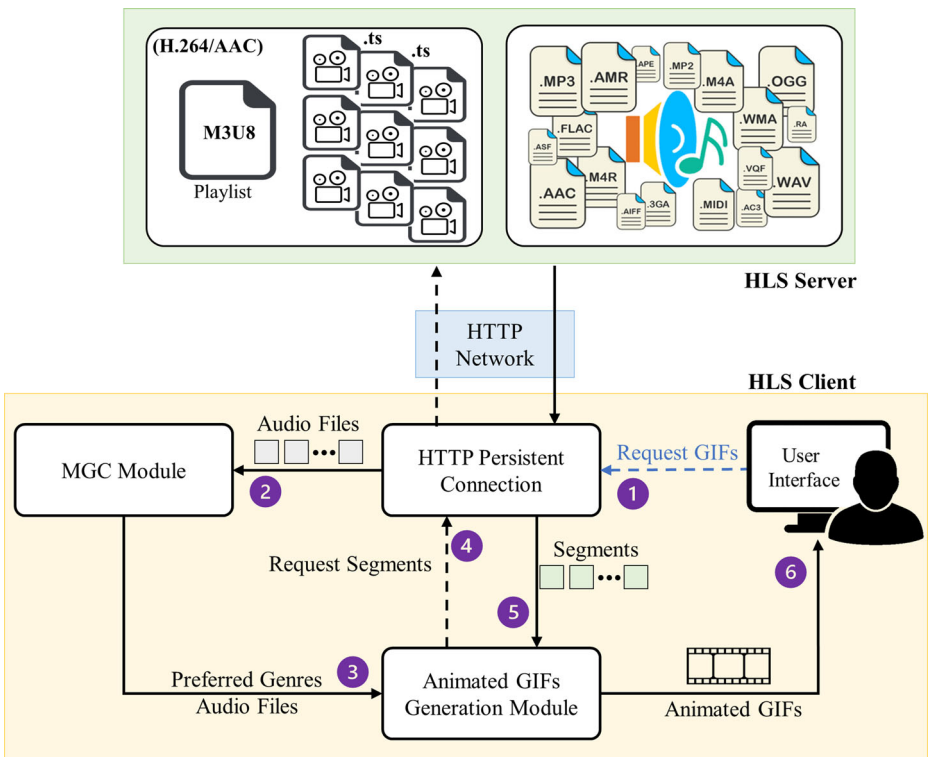 (H.264/AAC)
.ts
.ts
M3U8
Playlist
.MP3
.AMR
.APE
.MP2
.M4A
.OGG
.FLAC
.WMA
.RA
.ASF
.AAC
.M4R
.VQF
.WAV
.AIFF
.3GA
.MIDI
.AC3
HLS Server
HTTP
Network
HLS Client
Audio Files
MGC Module
HTTP Persistent
Connection
Request GIFs
User
Interface
2
1
4
Request Segments
Segments
6
5
3
Preferred Genres
Audio Files
Animated GIFs
Generation Module
Animated GIFs